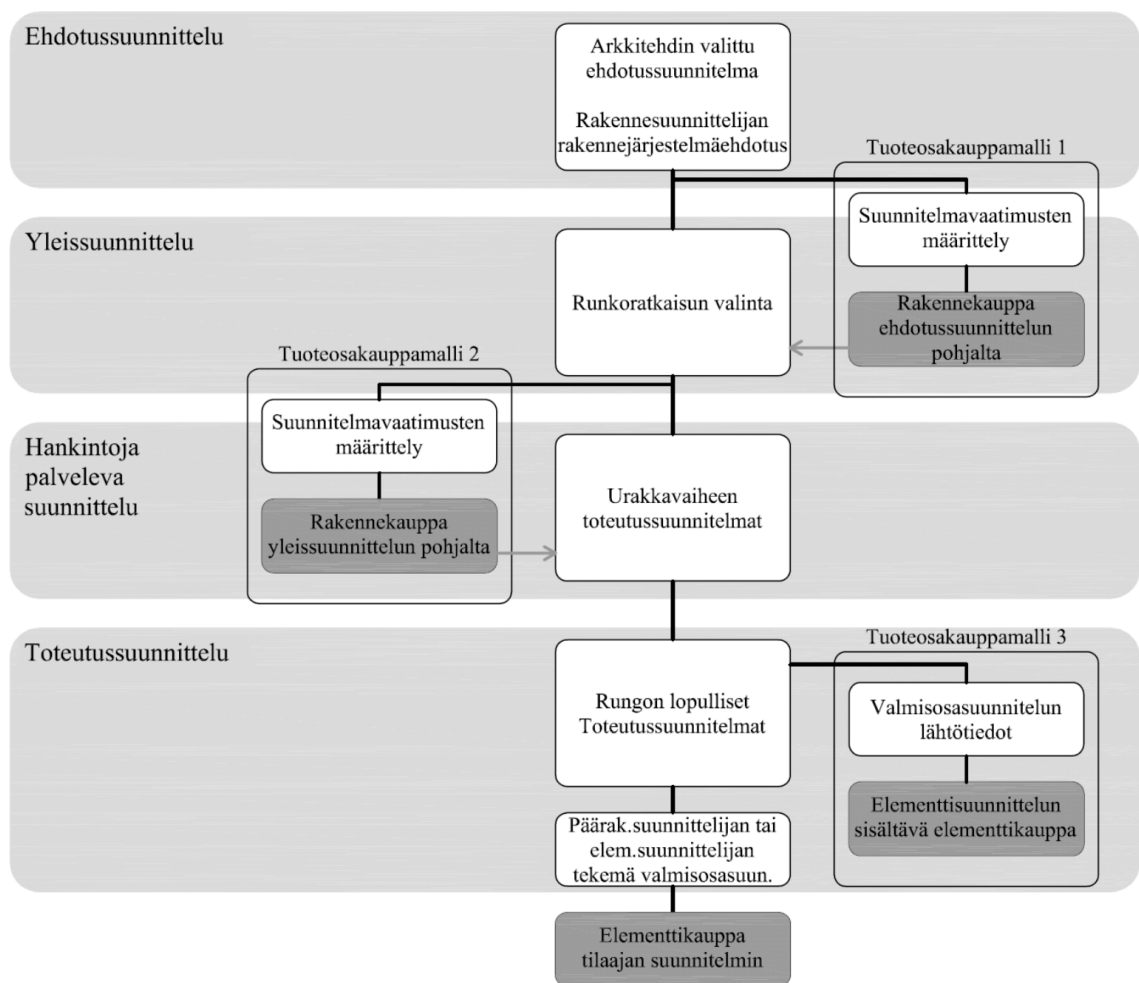 Ehdotussuunnittelu
Arkkitehdin valittu
ehdotussuunnitelma
Rakennesuunnittelijan
rakennejärjestelmäehdotus
Tuoteosakauppamalli 1
Suunnitelmavaatimusten
määrittely
Yleissuunnittelu
Runkoratkaisun valinta
Rakennekauppa
ehdotussuunnittelun
pohjalta
Tuoteosakauppamalli 2
Suunnitelmavaatimusten
määrittely
Hankintoja
palveleva
suunnittelu
Urakkavaiheen
toteutussuunnitelmat
Rakennekauppa
yleissuunnittelun pohjalta
Toteutussuunnittelu
Tuoteosakauppamalli 3
Rungon lopulliset
Toteutussuunnitelmat
Valmisosasuunnitelun
lähtötiedot
Elementtisuunnittelun
sisältävä elementtikauppa
Päärak.suunnittelijan tai
elem.suunnittelijan
tekemä valmisosasuun.
Elementtikauppa
tilaajan suunnitelmin